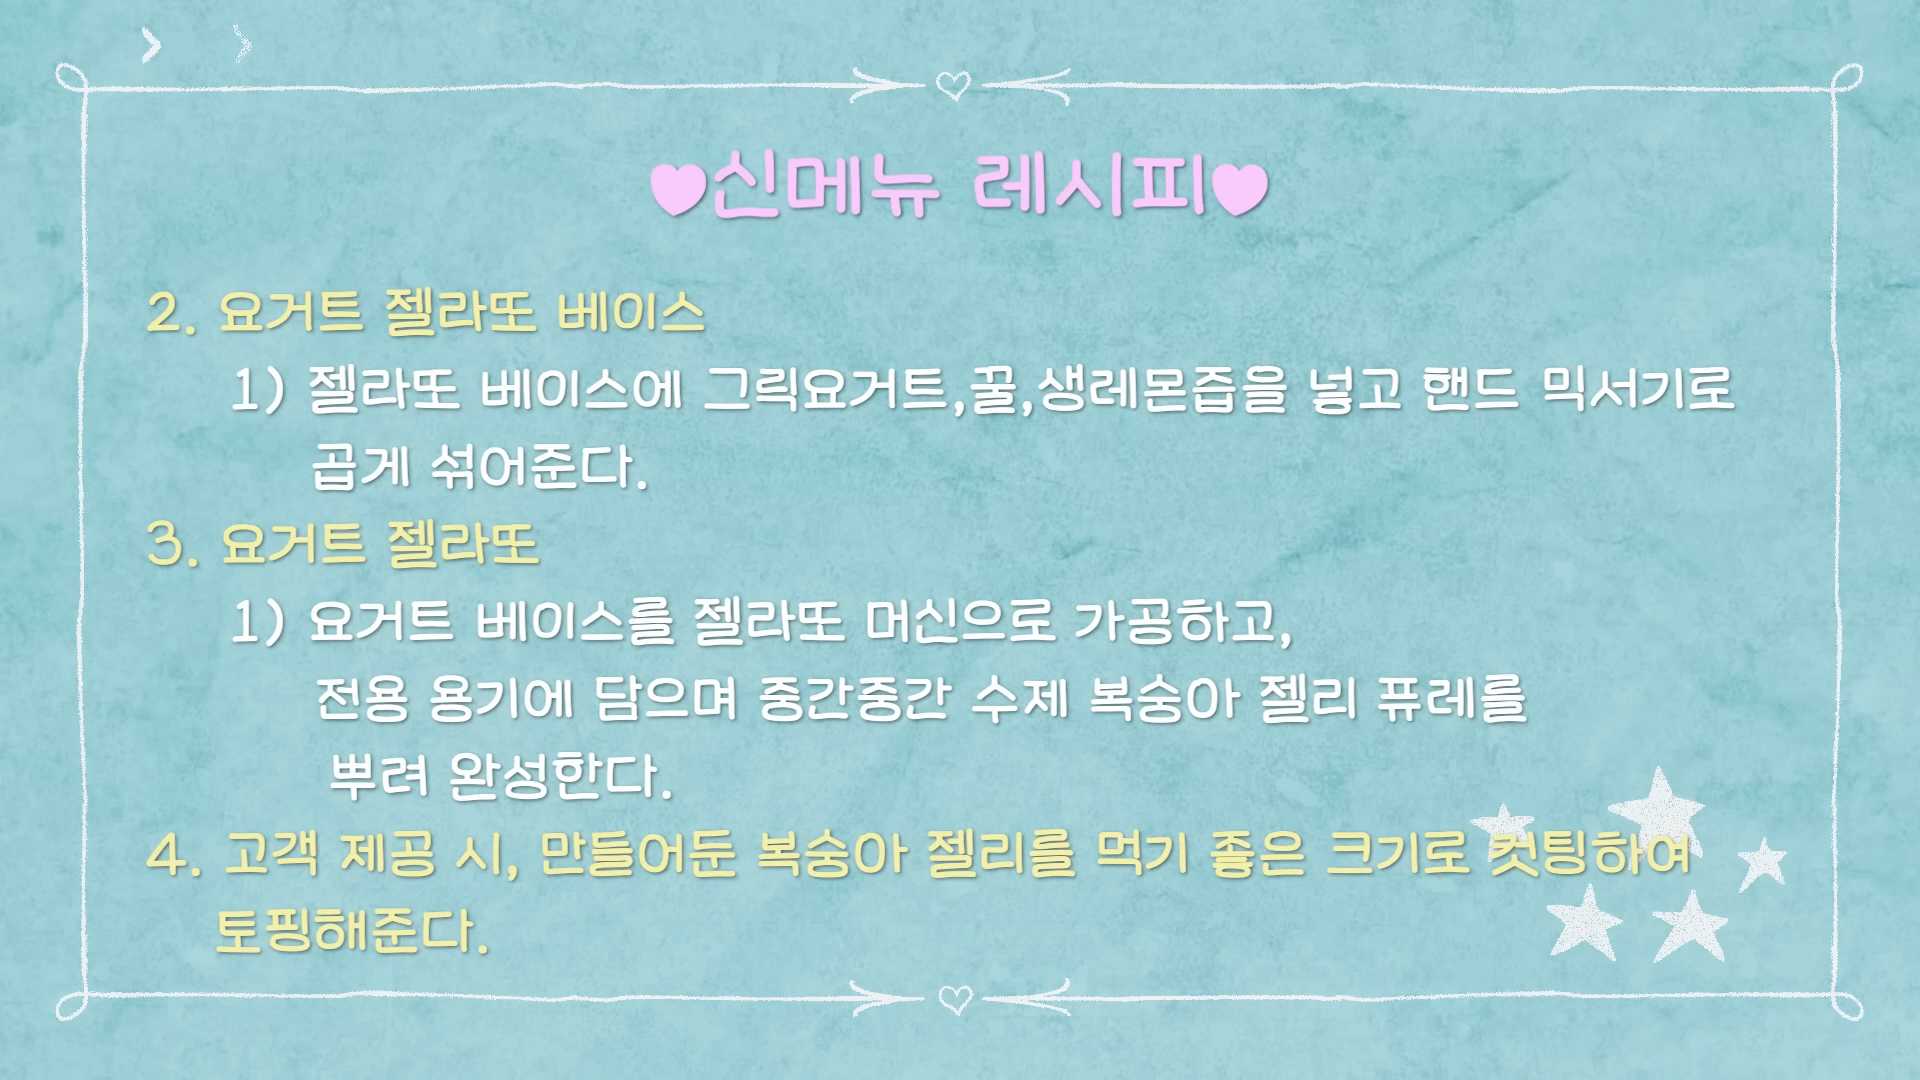 ♥신메뉴 레시피♥
2. 요거트 젤라또 베이스
1) 젤라또 베이스에 그릭요거트,꿀,생레몬즙을 넣고 핸드 믹서기로
곱게 섞어준다.
3. 요거트 젤라또
1) 요거트 베이스를 젤라또 머신으로 가공하고,
전용 용기에 담으며 중간중간 수제 복숭아 젤리 퓨레를
뿌려 완성한다.
4. 고객 제공 시, 만들어둔 복숭아 젤리를 먹기 좋은 크기로 컷팅하여
토핑해준다.